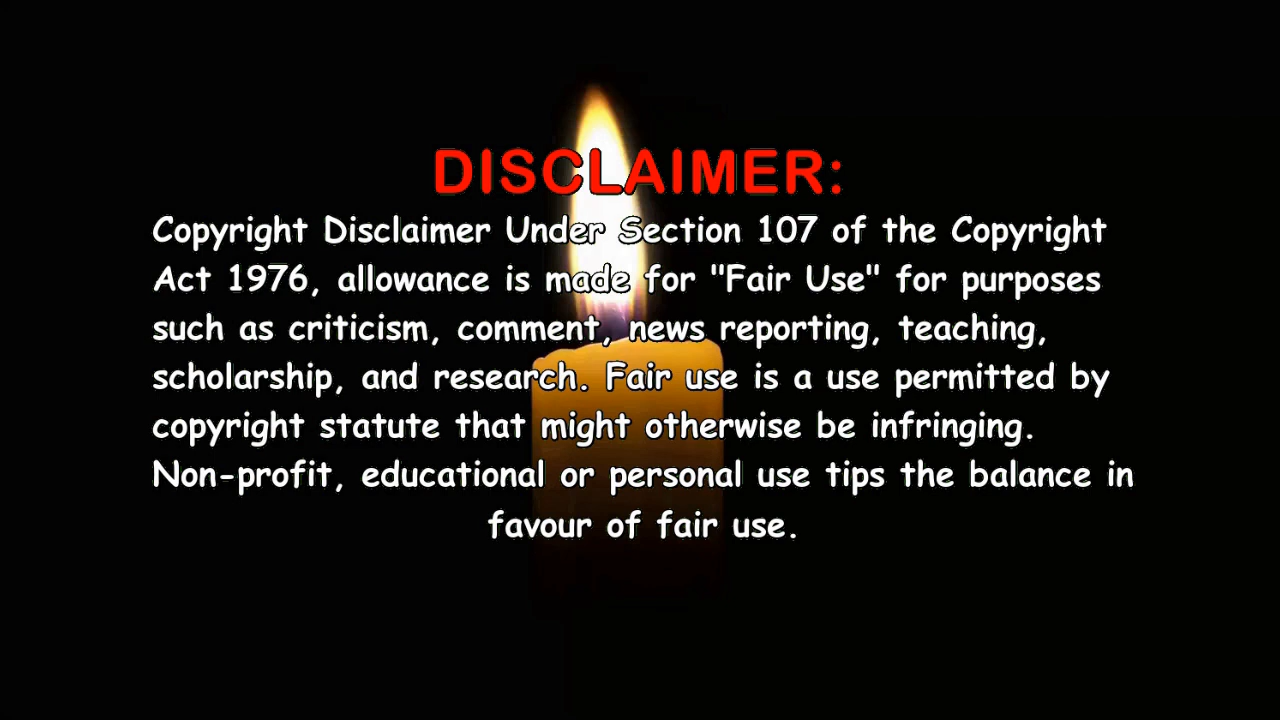 DISCLAIMER:
Copyright Disclaimer Under Section 107 of the Copyright
Act 1976, allowance is made for "Fair Use" for purposes
such as criticism, comment, news reporting, teaching,
scholarship, and research. Fair use is a use permitted by
copyright statute that might otherwise be infringing.
Non-profit, educational or personal use tips the balance in
favour of fair use.